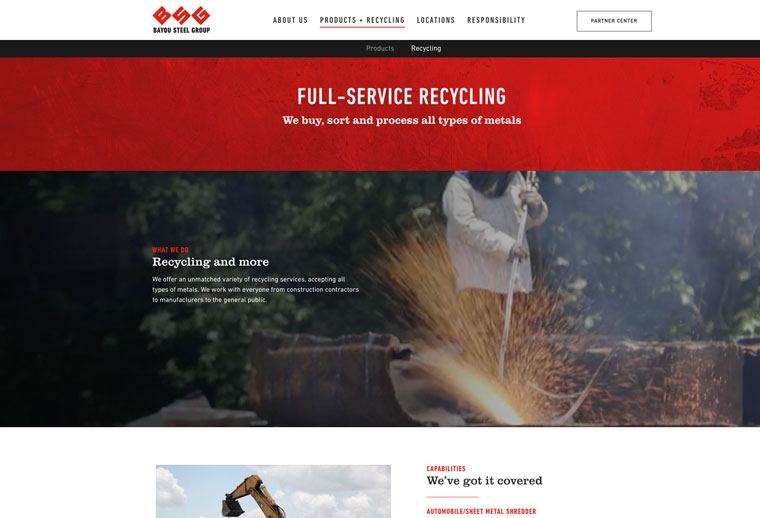 BSG
BAYOU STEEL GROUP
ABOUT US
PRODUCTS + RECYCLING
LOCATIONS
RESPONSIBILITY
PARTNER CENTER
Products
Recycling
FULL-SERVICE RECYCLING
We buy, sort and process all types of metals
WHAT WE DO
Recycling and more
We offer an unmatched variety of recycling services, accepting all
types of metals. We work with everyone from construction contractors
to manufacturers to the general public.
CAPABILITIES
We've got it covered
AUTOMOBILE/SHEET METAL SHREDDER